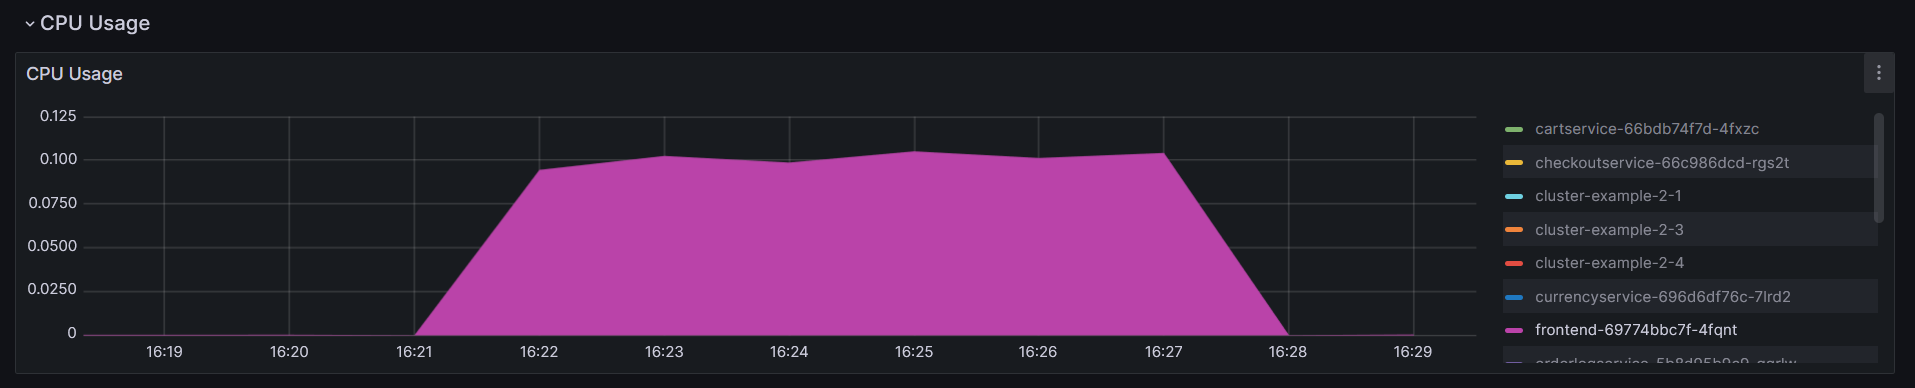 CPU Usage
CPU Usage
0.125
0.100
0.0750
0.0500
0.0250
0
16:19 16:20 16:21 16:22 16:23 16:24 16:25 16:26 16:27 16:28 16:29
cartservice-66bdb74f7d-4fxzc
checkoutservice-66c986dcd-rgs2t
cluster-example-2-1
cluster-example-2-3
cluster-example-2-4
currencyservice-696d6df76c-7lrd2
frontend-69774bbc7f-4fqnt